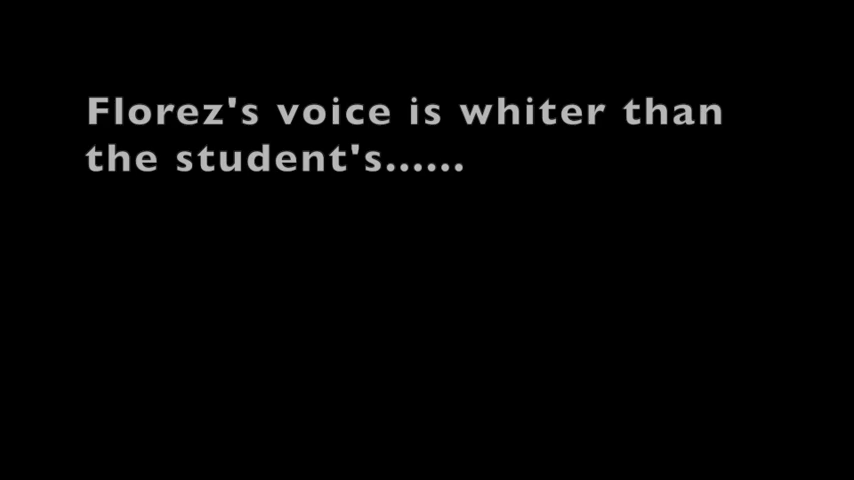 Florez's voice is whiter than
the student's......